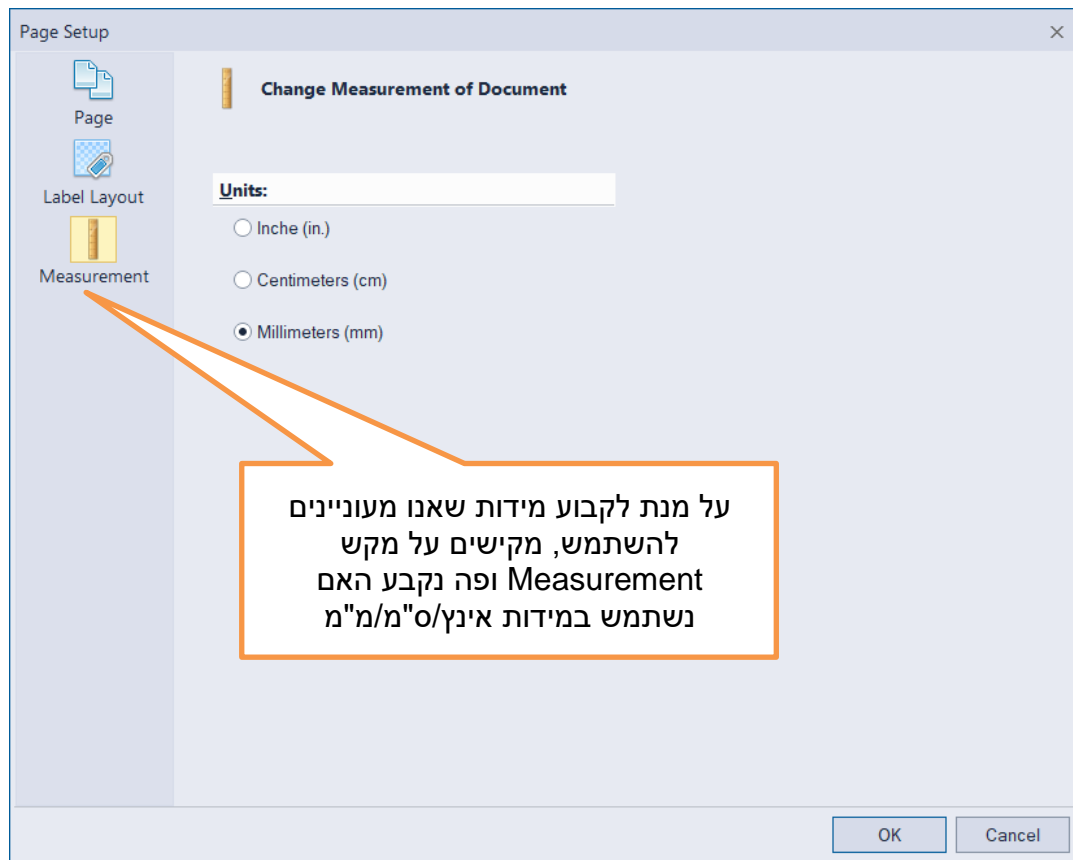 Page Setup
Page
Label Layout
Measurement
Change Measurement of Document
Units:
Inche (in.)
Centimeters (cm)
Millimeters (mm)
על מנת לקבוע מידות שאנו מעוניינים
להשתמש, מקישים על מקש
Measurement ופה נקבע האם
נשתמש במידות אינץ/ס"מ/מ"מ
OK
Cancel